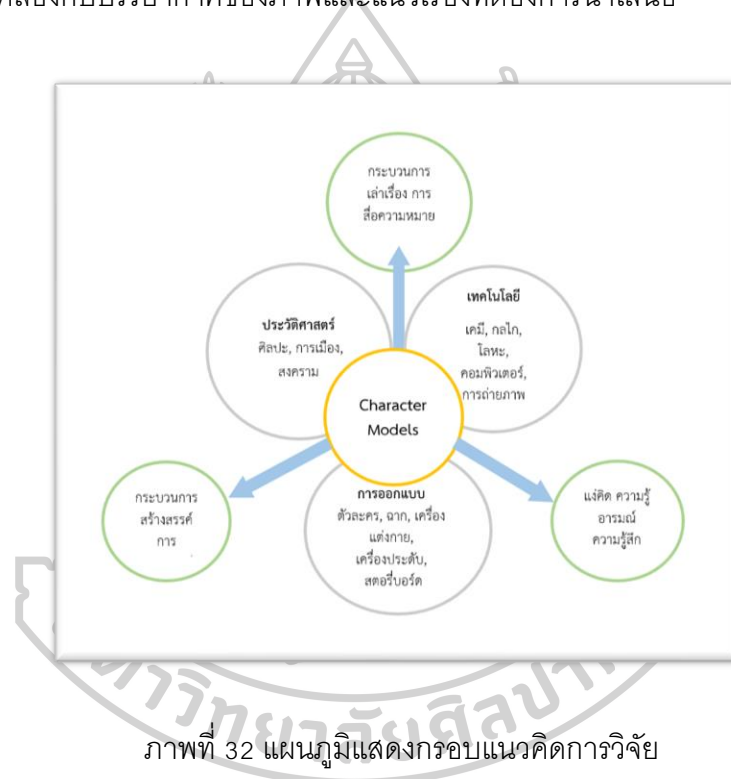 กระบวนการ
เล่าเรื่อง การ
สื่อความหมาย
ประวัติศาสตร์
ศิลปะ, การเมือง,
สงคราม
เทคโนโลยี
เคมี, กลไก,
โลหะ,
คอมพิวเตอร์,
การถ่ายภาพ
Character
Models
กระบวนการ
สร้างสรรค์
การ
การออกแบบ
ตัวละคร, ฉาก, เครื่อง
แต่งกาย,
เครื่องประดับ,
สตอรี่บอร์ด
แง่คิด ความรู้
อารมณ์
ความรู้สึก
ภาพที่ 32 แผนภูมิแสดงกรอบแนวคิดการวิจัย